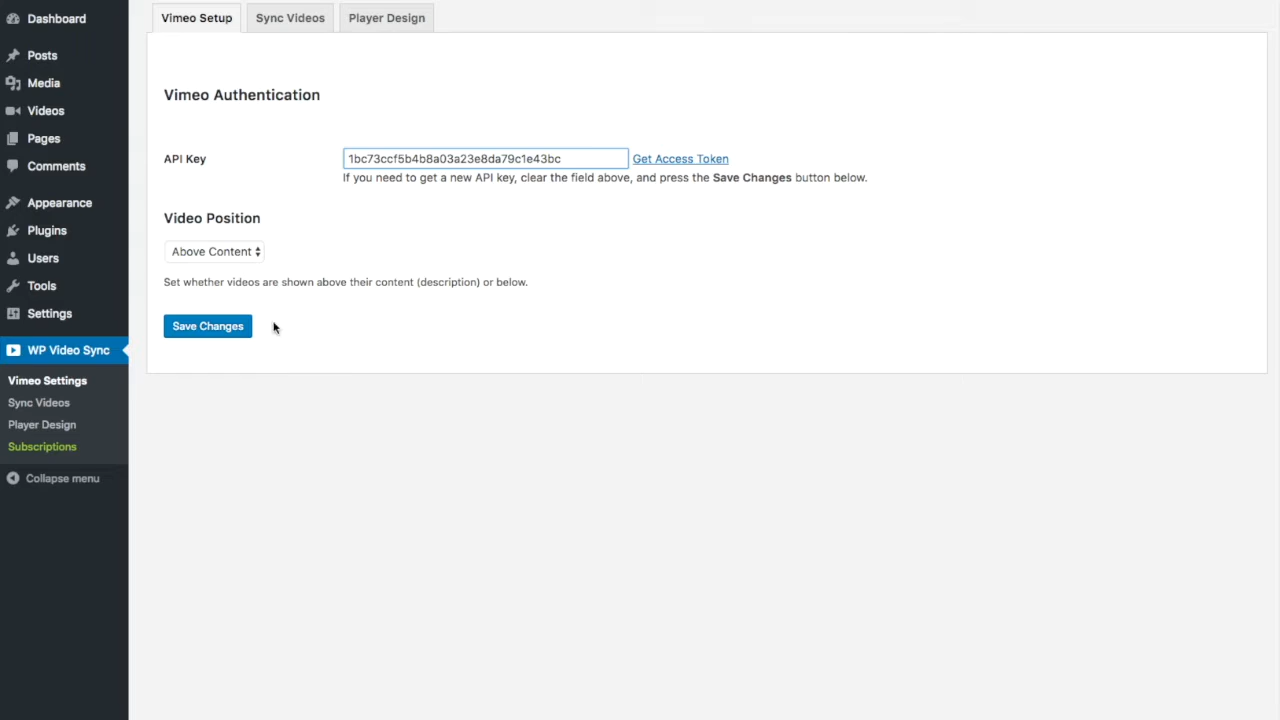 Dashboard
Posts
Media
Videos
Pages
Comments
Appearance
Plugins
Users
Tools
Settings
WP Video Sync
Vimeo Settings
Sync Videos
Player Design
Subscriptions
Collapse menu
Vimeo Setup Sync Videos Player Design
Vimeo Authentication
API Key 1bc73ccf5b4b8a03a23e8da79c1e43bc Get Access Token
If you need to get a new API key, clear the field above, and press the Save Changes button below.
Video Position
Above Content
Set whether videos are shown above their content (description) or below.
Save Changes